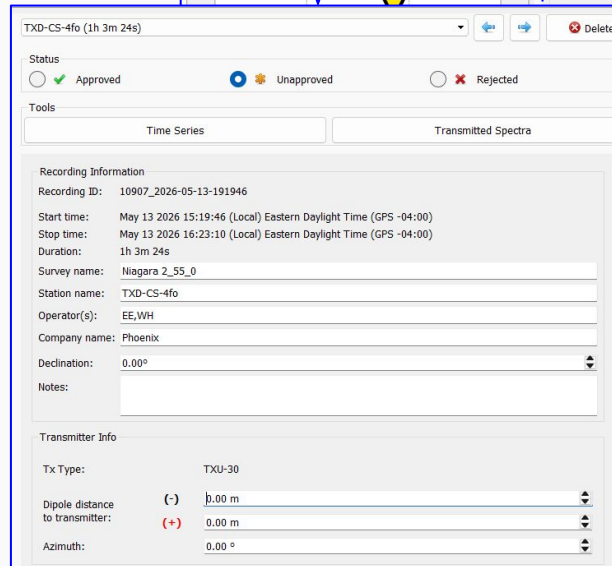 TXD-CS-4fo (1h 3m 24s)
Delete
Status
Approved
Unapproved
Rejected
Tools
Time Series
Transmitted Spectra
Recording Information
Recording ID: 10907_2026-05-13-191946
Start time: May 13 2026 15:19:46 (Local) Eastern Daylight Time (GPS -04:00)
Stop time: May 13 2026 16:23:10 (Local) Eastern Daylight Time (GPS -04:00)
Duration: 1h 3m 24s
Survey name: Niagara 2_55_0
Station name: TXD-CS-4fo
Operator(s): EE,WH
Company name: Phoenix
Declination: 0.00º
Notes:
Transmitter Info
Tx Type: TXU-30
Dipole distance
to transmitter:
(-) 0.00 m
(+) 0.00 m
Azimuth: 0.00 º